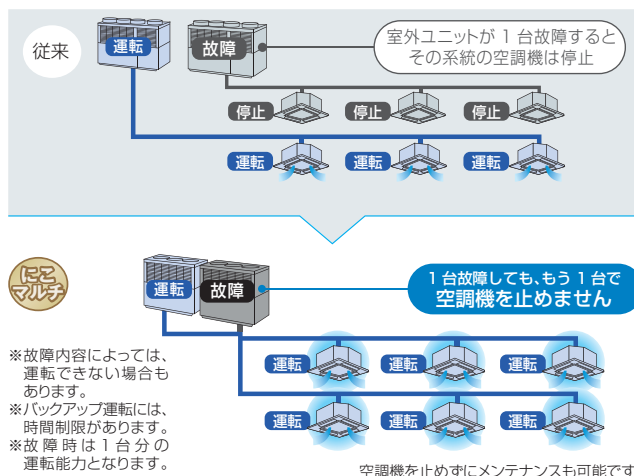 従来
運転
故障
室外ユニットが1台故障すると
その系統の空調機は停止
停止
停止
停止
運転
運転
運転
にこ
マルチ
運転
故障
1台故障しても、もう1台で
空調機を止めません
運転
運転
運転
運転
運転
運転
※故障内容によっては、
運転できない場合も
あります。
※バックアップ運転には、
時間制限があります。
※故障時は1台分の
運転能力となります。
空調機を止めずにメンテナンスも可能です